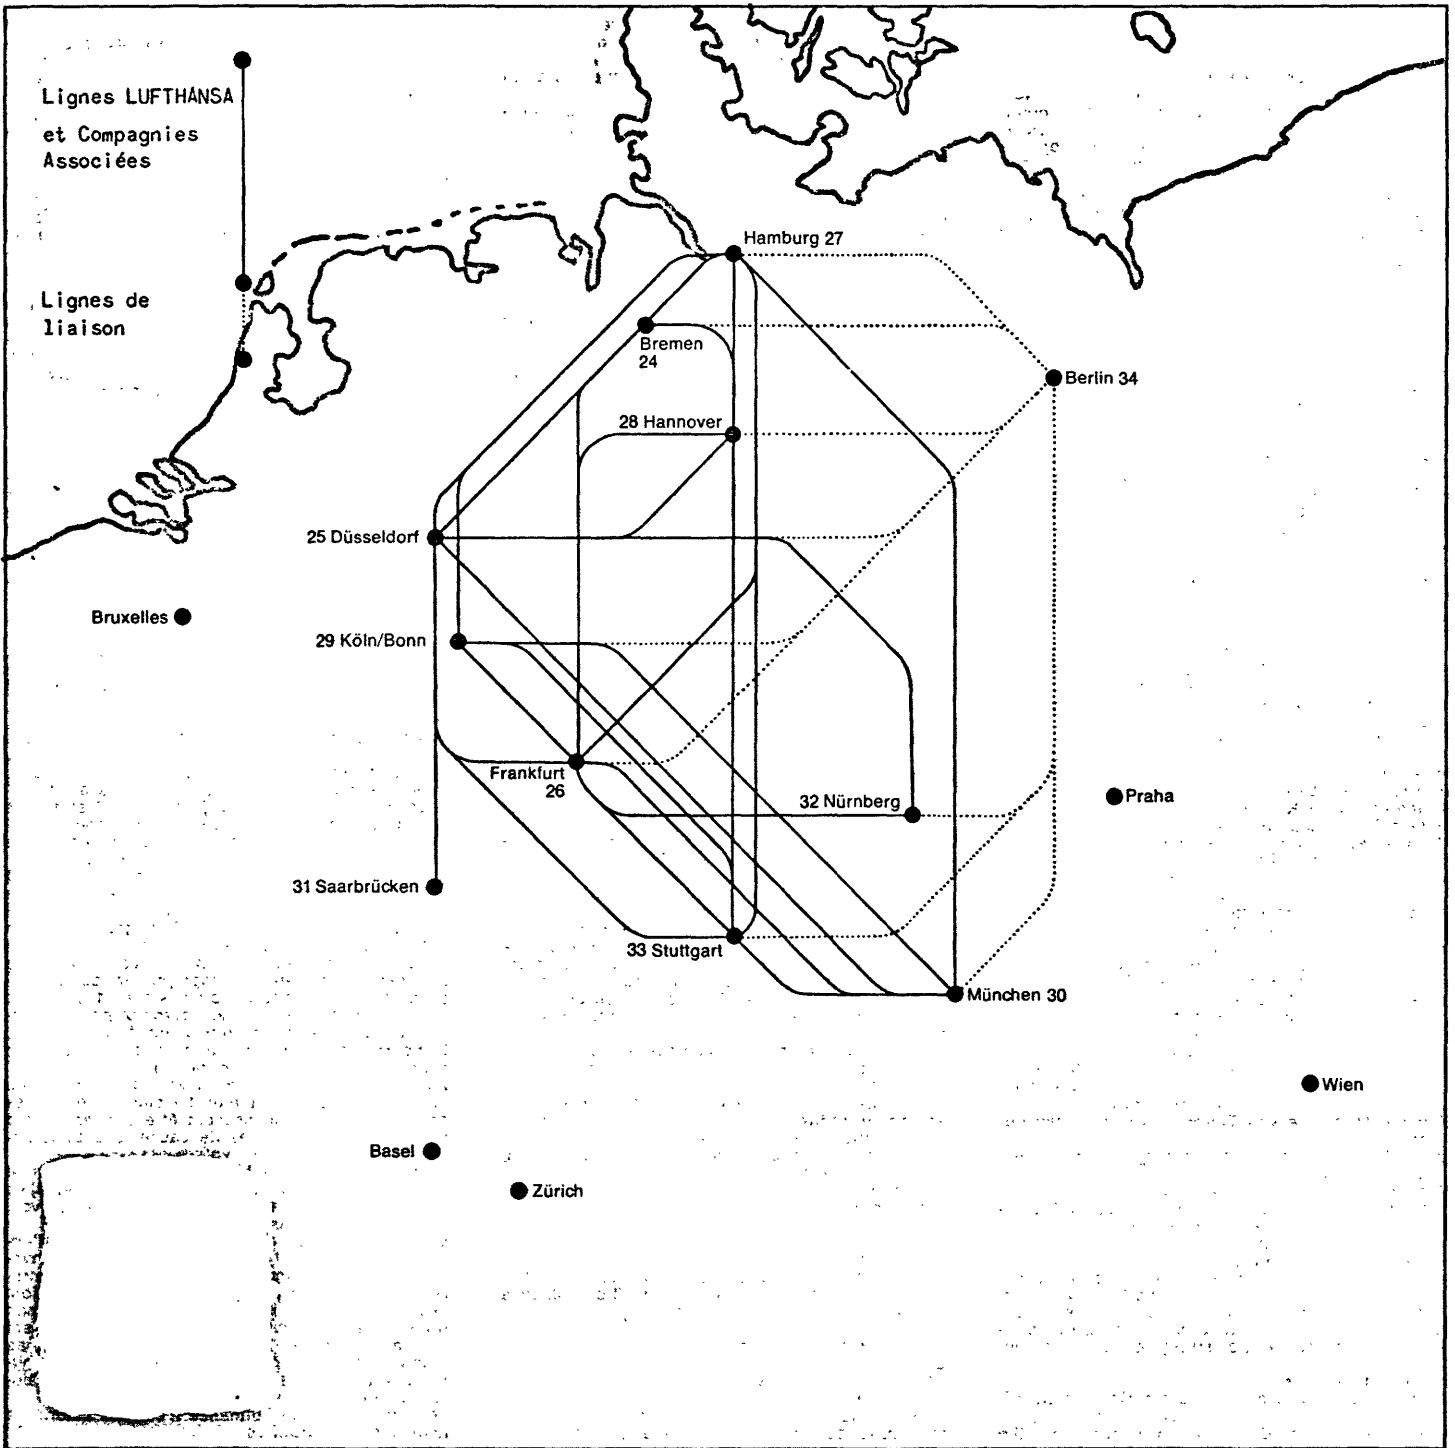 Lignes LUFTHANSA
et Compagnies
Associées
Lignes de
liaison
Hamburg 27
Bremen
24
Berlin 34
28 Hannover
25 Düsseldorf
Bruxelles
29 Köln/Bonn
Frankfurt
26
32 Nürnberg
Praha
31 Saarbrücken
33 Stuttgart
München 30
Wien
Basel
Zürich